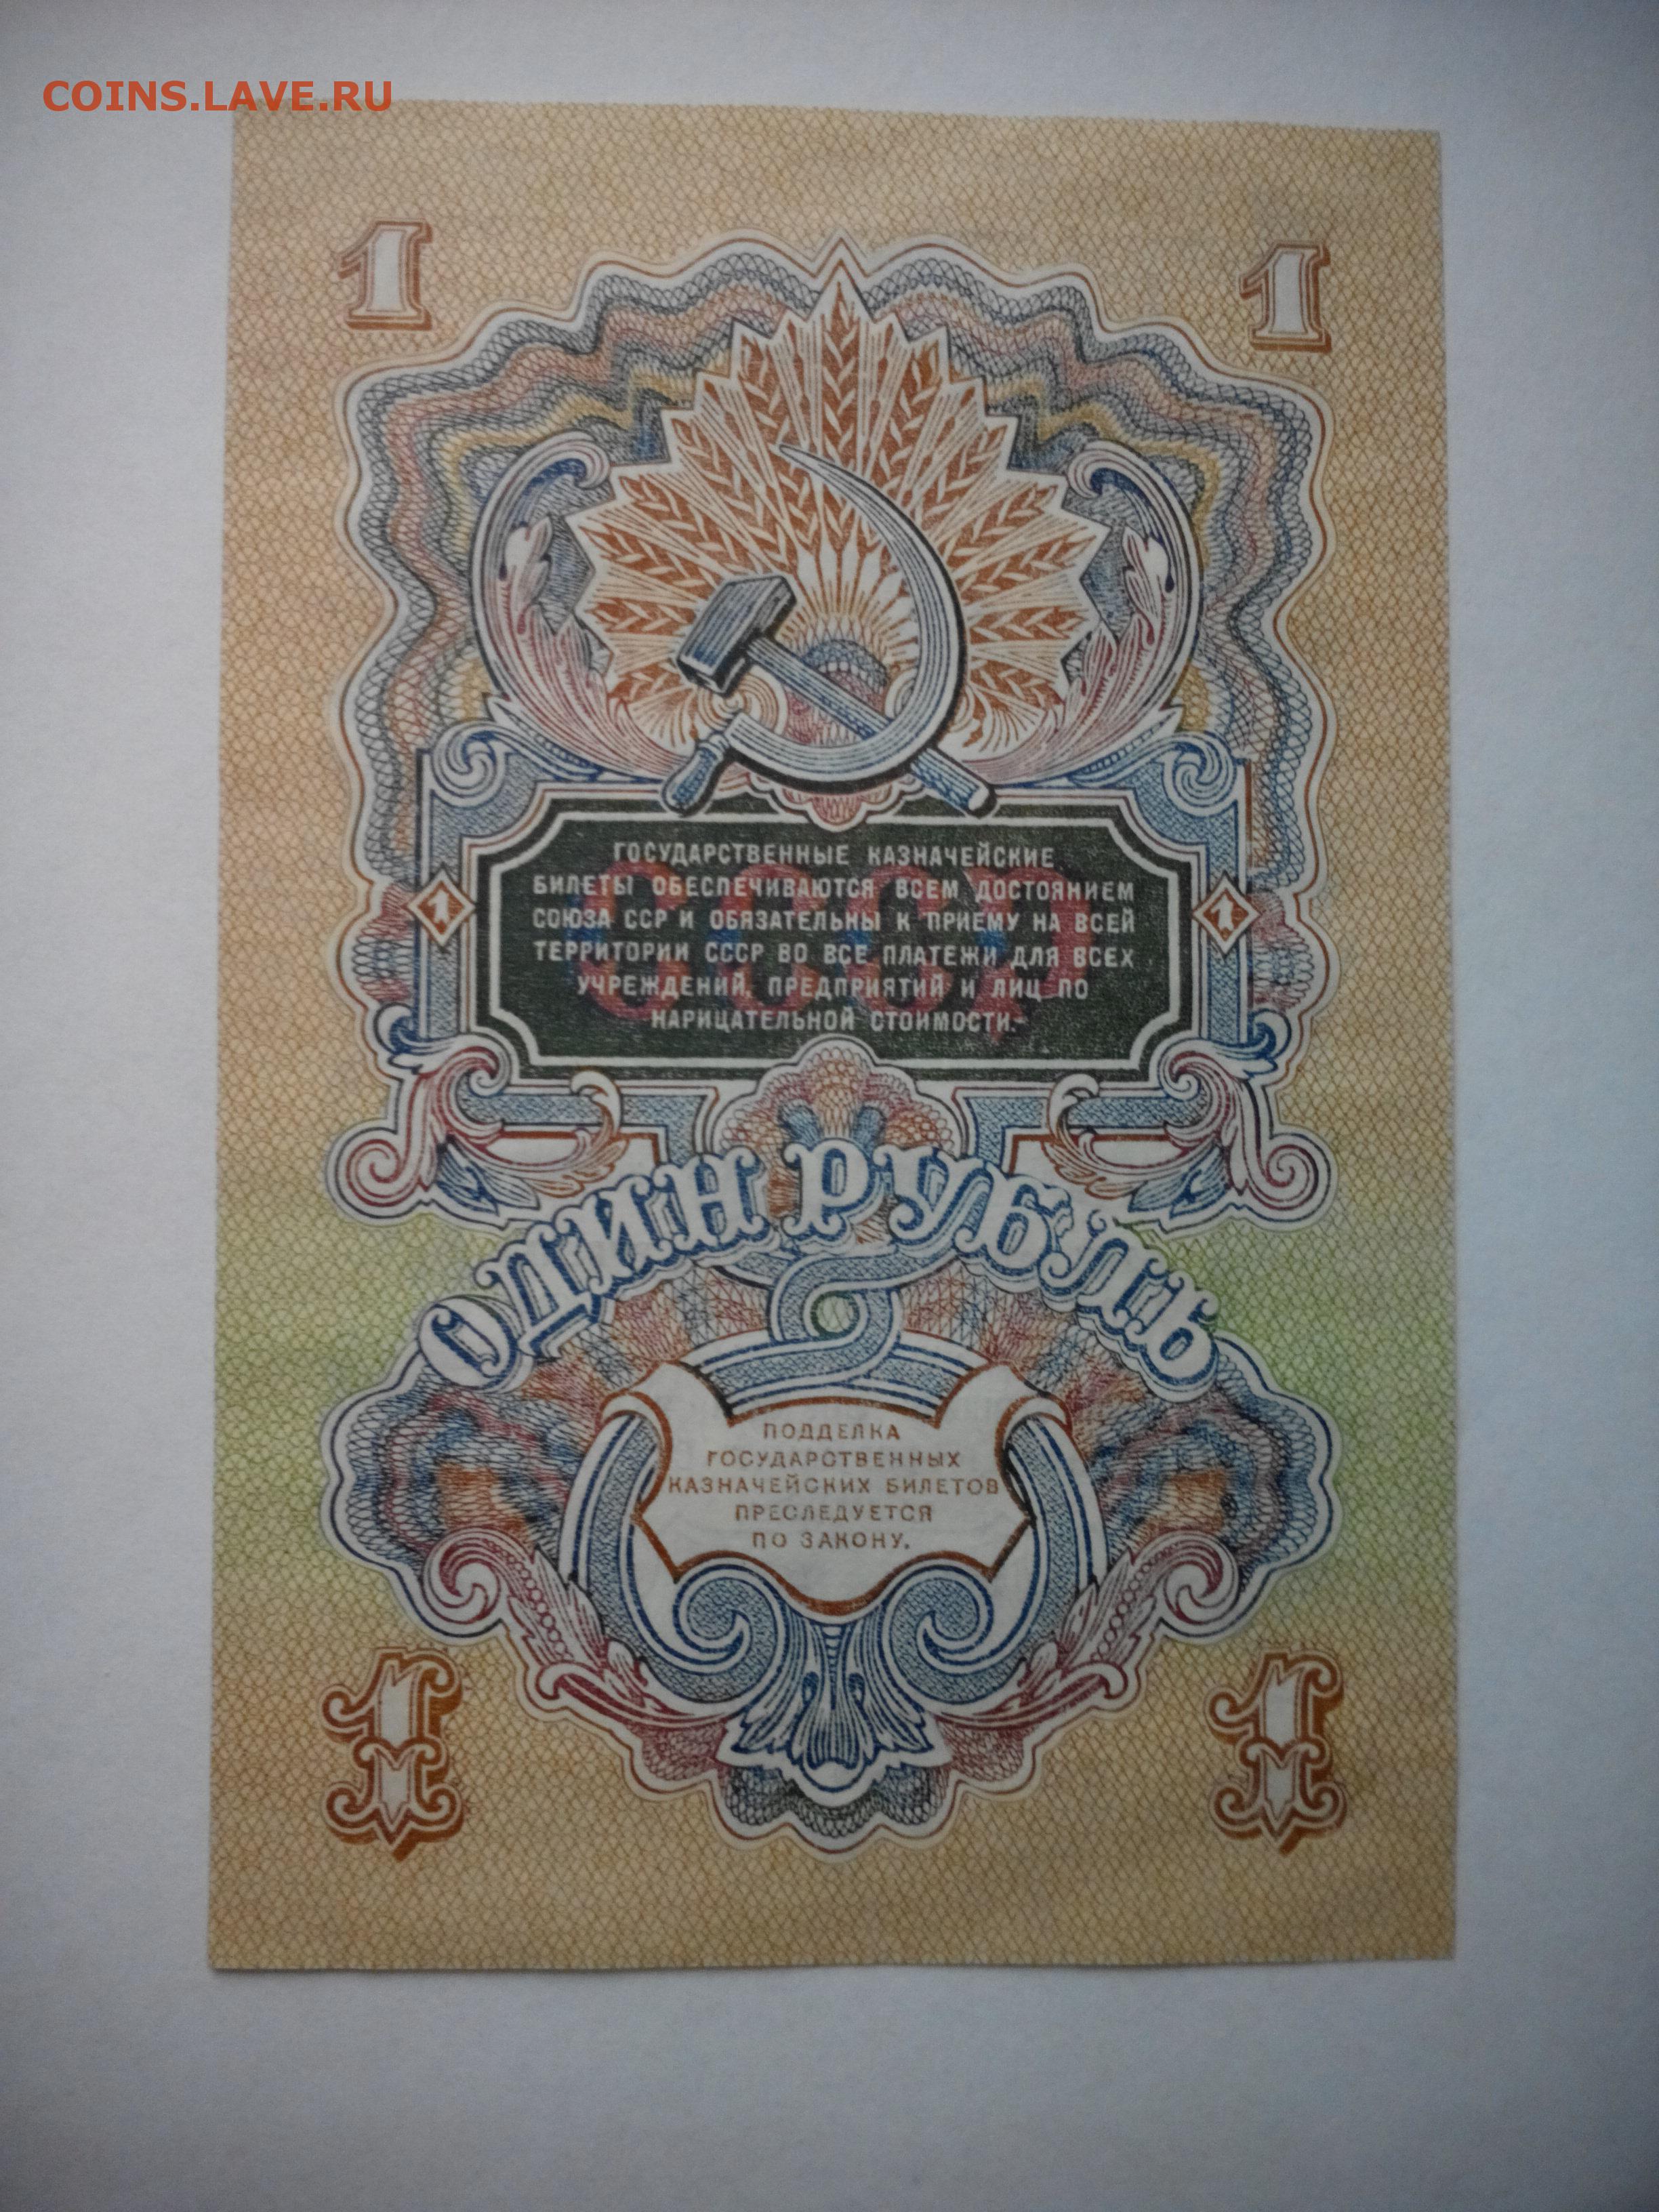 COINS.LAVE.RU
1 1
ГОСУДАРСТВЕННЫЕ КАЗНАЧЕЙСКИЕ
БИЛЕТЫ ОБЕСПЕЧИВАЮТСЯ ВСЕМ ДОСТОЯНИЕМ
СОЮЗА ССР И ОБЯЗАТЕЛЬНЫ К ПРИЕМУ НА ВСЕЙ
ТЕРРИТОРИИ СССР ВО ВСЕ ПЛАТЕЖИ ДЛЯ ВСЕХ
УЧРЕЖДЕНИЙ, ПРЕДПРИЯТИЙ И ЛИЦ ПО
НАРИЦАТЕЛЬНОЙ СТОИМОСТИ.
СССР
1 1
ОДИН РУБЛЬ
ПОДДЕЛКА
ГОСУДАРСТВЕННЫХ
КАЗНАЧЕЙСКИХ БИЛЕТОВ
ПРЕСЛЕДУЕТСЯ
ПО ЗАКОНУ.
1 1